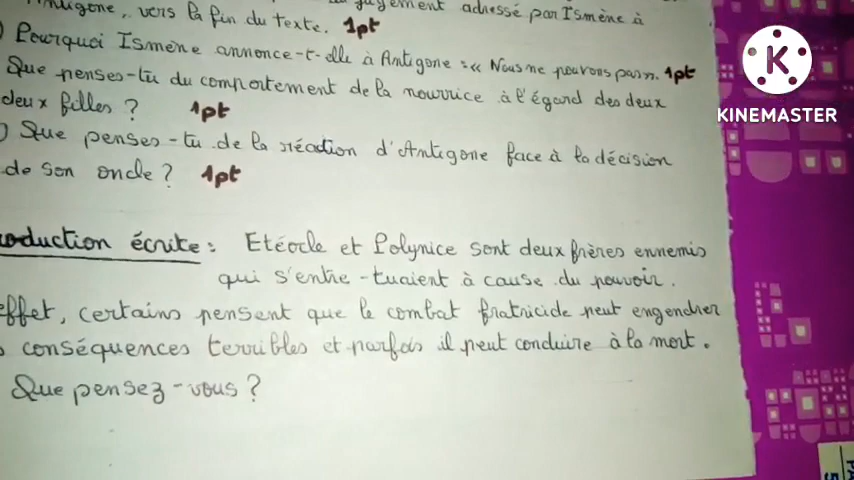 Antigone, vers la fin du texte. 1pt
jugement adressé par Ismène à
) Pourquoi Ismène annonce-t-elle à Antigone : « Nous ne pouvons pas ». 1pt
Que penses-tu du comportement de la nourrice à l'égard des deux
deux filles ? 1pt
) Que penses-tu de la réaction d'Antigone face à la décision
de son oncle ? 1pt
oduction écrite : Etéocle et Polynice sont deux frères ennemis
qui s'entre-tuaient à cause du pouvoir.
effet, certains pensent que le combat fratricide peut engendrer
s conséquences terribles et parfois il peut conduire à la mort.
Que pensez-vous ?
K
KINEMASTER